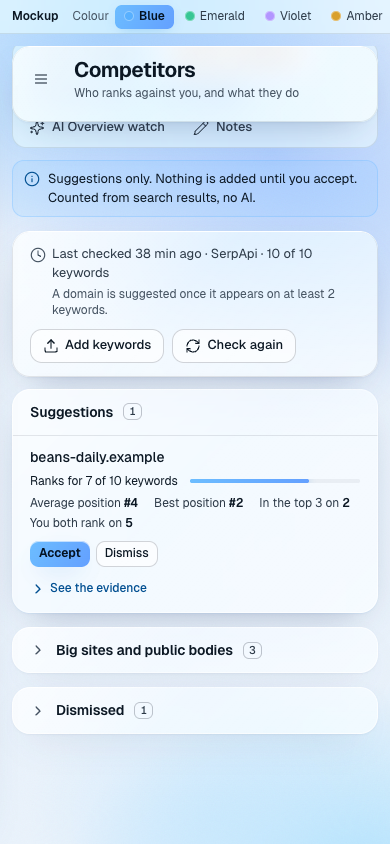 Mockup Colour Blue Emerald Violet Amber
Competitors
Who ranks against you, and what they do
AI Overview watch Notes
Suggestions only. Nothing is added until you accept.
Counted from search results, no AI.
Last checked 38 min ago · SerpApi · 10 of 10
keywords
A domain is suggested once it appears on at least 2
keywords.
Add keywords Check again
Suggestions 1
beans-daily.example
Ranks for 7 of 10 keywords
Average position #4 Best position #2 In the top 3 on 2
You both rank on 5
Accept Dismiss
See the evidence
Big sites and public bodies 3
Dismissed 1